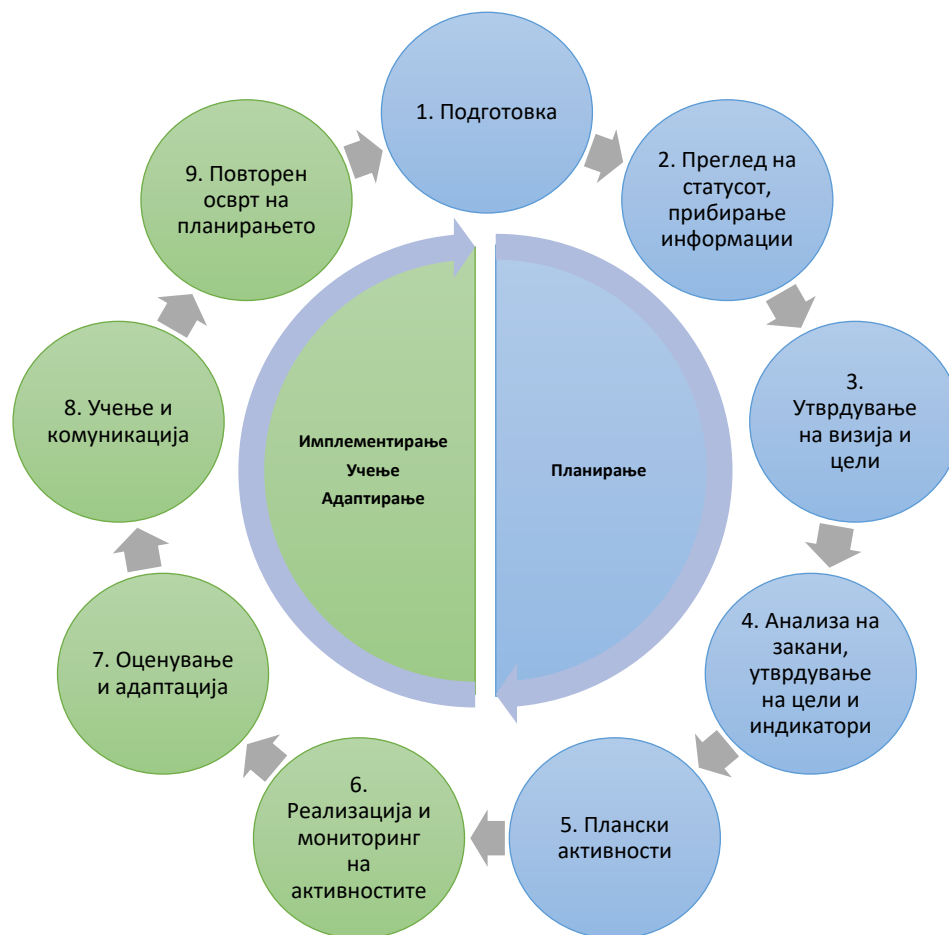 1. Подготовка
2. Преглед на
статусот,
прибирање
информации
3.
Утврдување
на визија и
цели
4. Анализа на
закани,
утврдување
на цели и
индикатори
5. Плански
активности
6.
Реализација и
мониторинг
на
активностите
7. Оценување
и адаптација
8. Учење и
комуникација
9. Повторен
осврт на
планирањето
Имплементирање
Учење
Адаптирање
Планирање